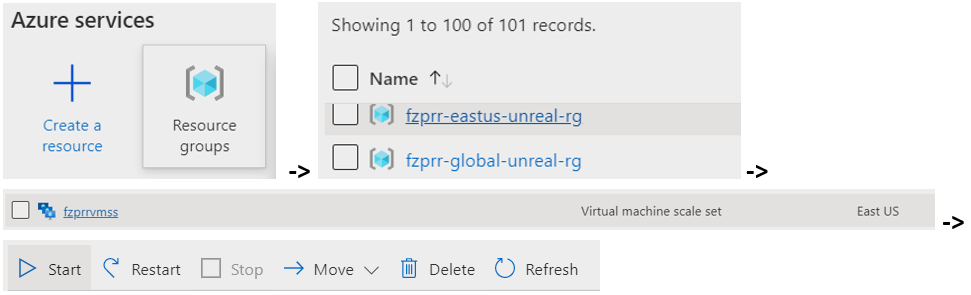 Azure services
Create a
resource
Resource
groups
->
Showing 1 to 100 of 101 records.
Name ↑↓
fzprr-eastus-unreal-rg
fzprr-global-unreal-rg
->
fzprrvmss Virtual machine scale set East US
->
Start Restart Stop Move Delete Refresh